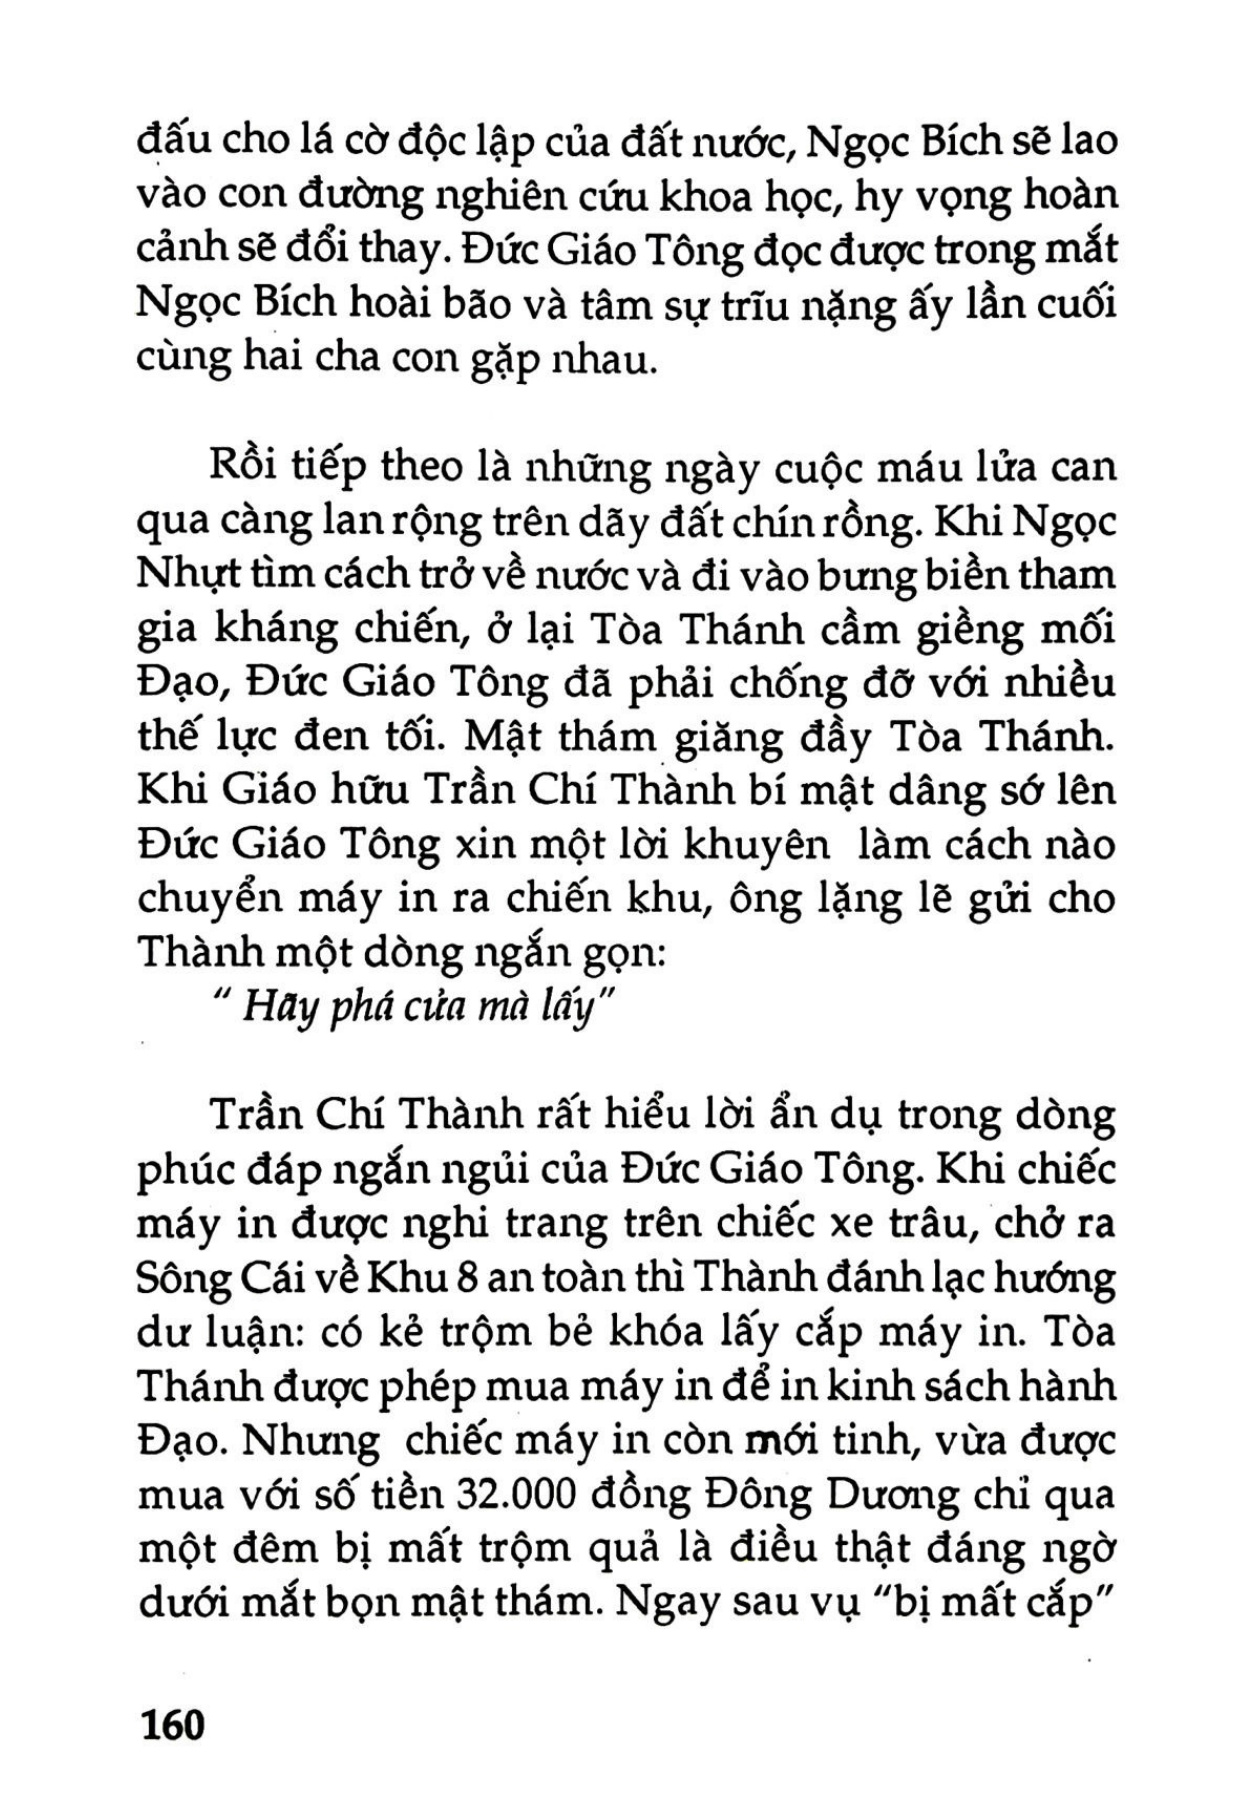 đấu cho lá cờ độc lập của đất nước, Ngọc Bích sẽ lao
vào con đường nghiên cứu khoa học, hy vọng hoàn
cảnh sẽ đổi thay. Đức Giáo Tông đọc được trong mắt
Ngọc Bích hoài bão và tâm sự trĩu nặng ấy lần cuối
cùng hai cha con gặp nhau.
Rồi tiếp theo là những ngày cuộc máu lửa can
qua càng lan rộng trên dãy đất chín rồng. Khi Ngọc
Nhựt tìm cách trở về nước và đi vào bưng biền tham
gia kháng chiến, ở lại Tòa Thánh cầm giềng mối
Đạo, Đức Giáo Tông đã phải chống đỡ với nhiều
thế lực đen tối. Mật thám giăng đầy Tòa Thánh.
Khi Giáo hữu Trần Chí Thành bí mật dâng sớ lên
Đức Giáo Tông xin một lời khuyên làm cách nào
chuyển máy in ra chiến khu, ông lặng lẽ gửi cho
Thành một dòng ngắn gọn:
" Hãy phá cửa mà lấy"
Trần Chí Thành rất hiểu lời ẩn dụ trong dòng
phúc đáp ngắn ngủi của Đức Giáo Tông. Khi chiếc
máy in được nghi trang trên chiếc xe trâu, chở ra
Sông Cái về Khu 8 an toàn thì Thành đánh lạc hướng
dư luận: có kẻ trộm bẻ khóa lấy cắp máy in. Tòa
Thánh được phép mua máy in để in kinh sách hành
Đạo. Nhưng chiếc máy in còn mới tinh, vừa được
mua với số tiền 32.000 đồng Đông Dương chỉ qua
một đêm bị mất trộm quả là điều thật đáng ngờ
dưới mắt bọn mật thám. Ngay sau vụ "bị mất cắp"
160